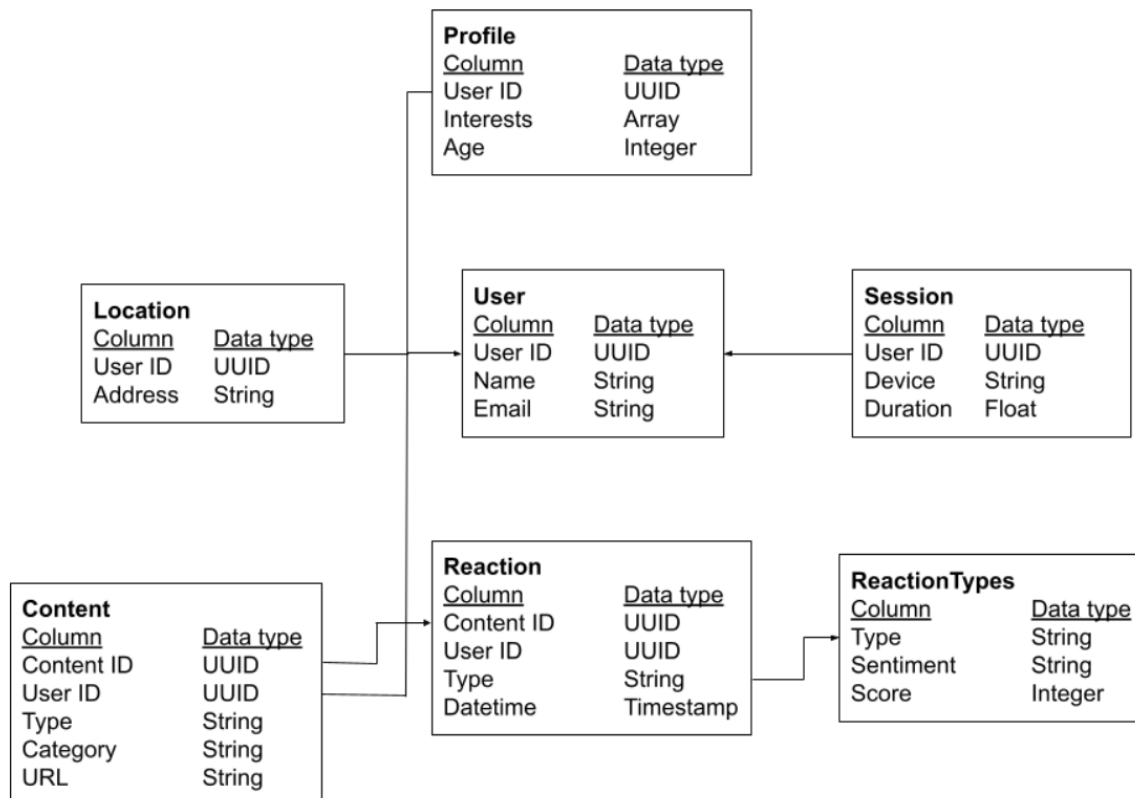 Profile
Column Data type
User ID UUID
Interests Array
Age Integer
Location
Column Data type
User ID UUID
Address String
User
Column Data type
User ID UUID
Name String
Email String
Session
Column Data type
User ID UUID
Device String
Duration Float
Content
Column Data type
Content ID UUID
User ID UUID
Type String
Category String
URL String
Reaction
Column Data type
Content ID UUID
User ID UUID
Type String
Datetime Timestamp
ReactionTypes
Column Data type
Type String
Sentiment String
Score Integer